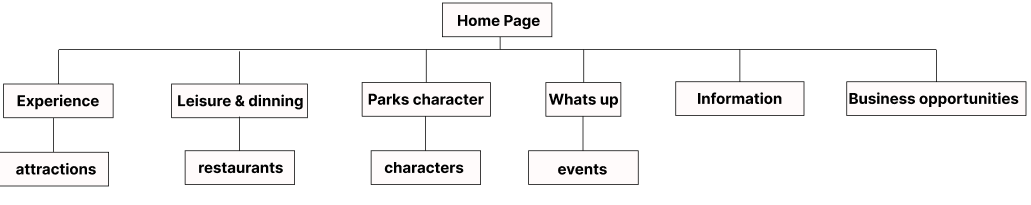 Home Page
Experience
Leisure & dinning
Parks character
Whats up
Information
Business opportunities
attractions
restaurants
characters
events